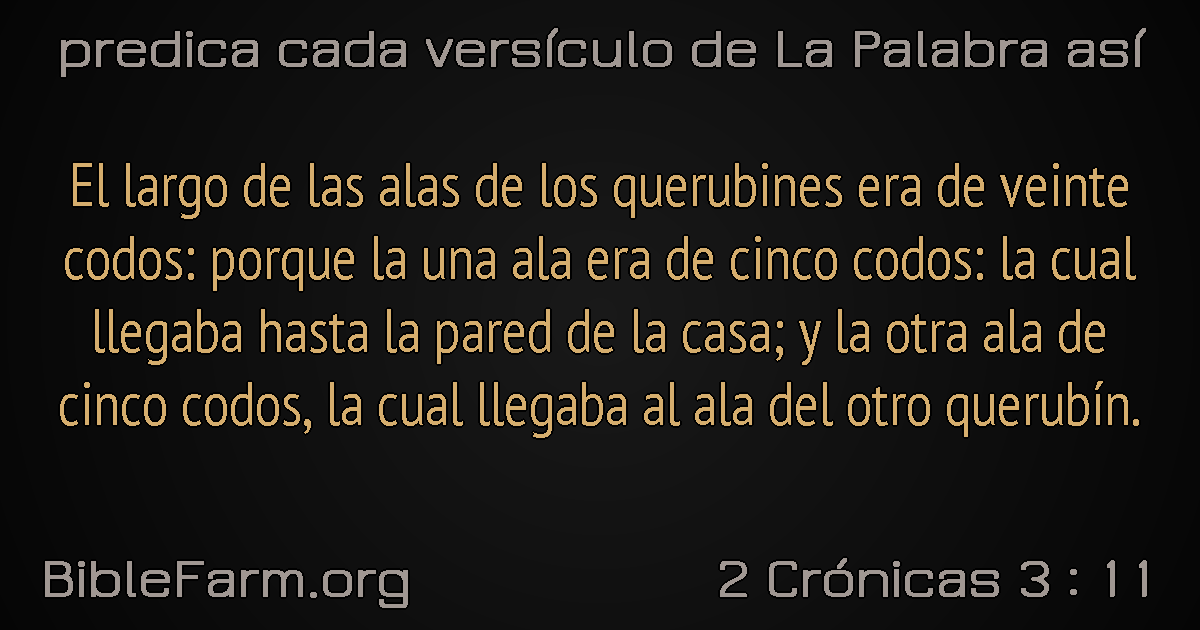 predica cada versículo de La Palabra así
El largo de las alas de los querubines era de veinte
codos: porque la una ala era de cinco codos: la cual
llegaba hasta la pared de la casa; y la otra ala de
cinco codos, la cual llegaba al ala del otro querubín.
BibleFarm.org
2 Crónicas 3 : 11